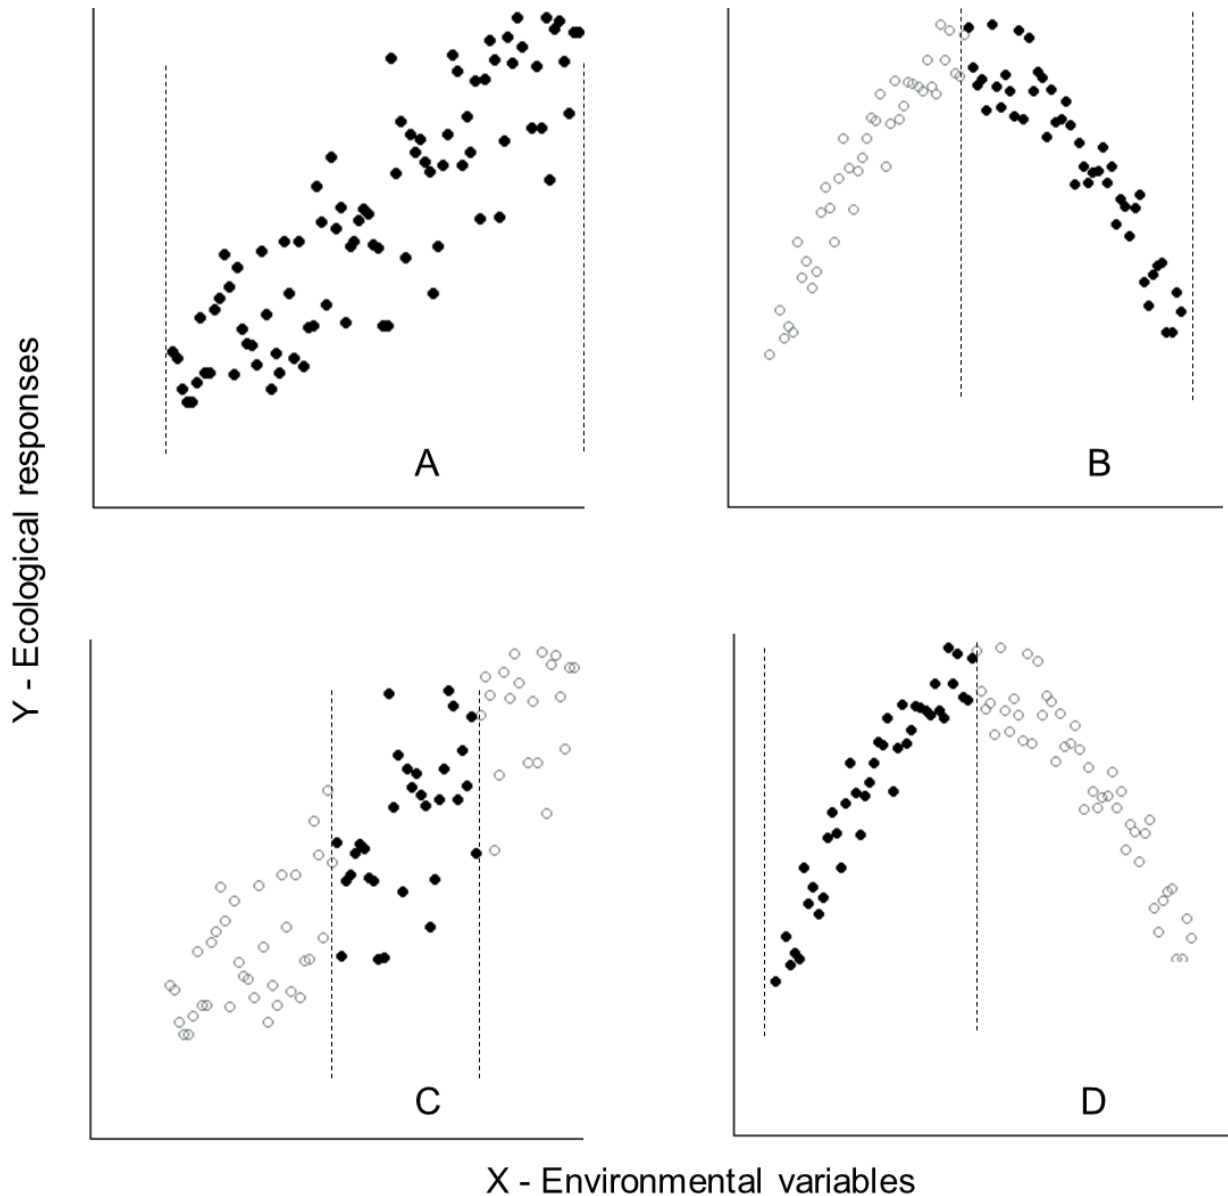 Y - Ecological responses
A
B
C
D
X - Environmental variables